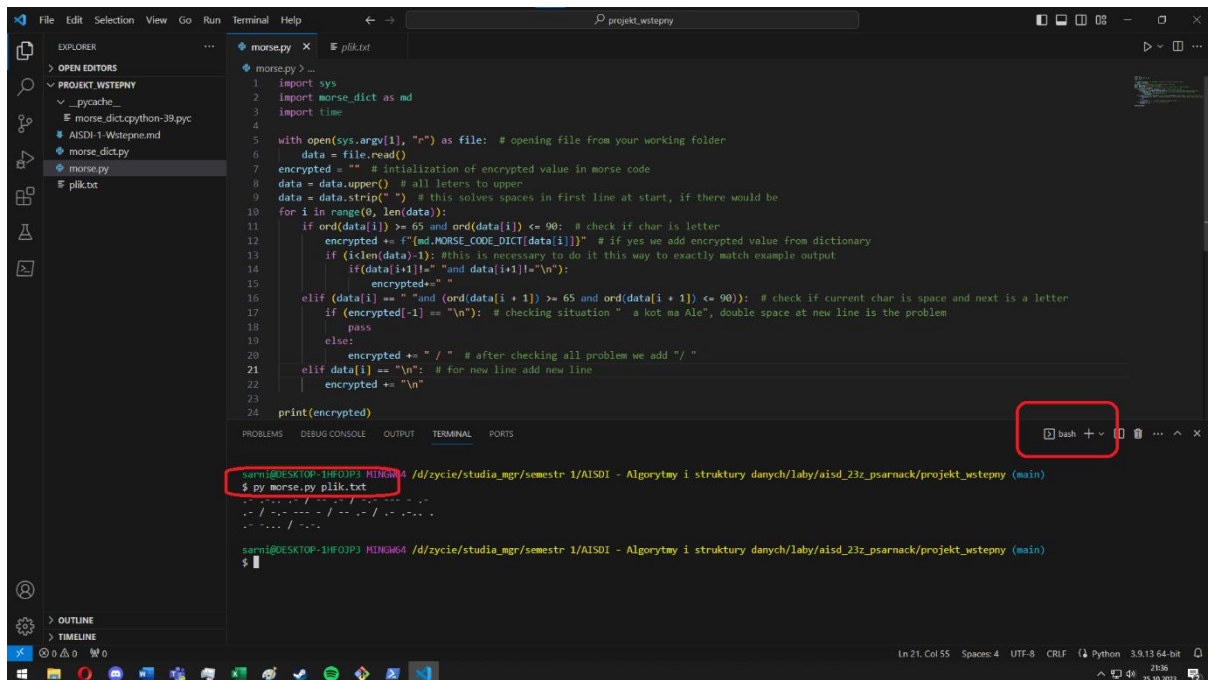 File Edit Selection View Go Run Terminal Help
projekt_wstepny
EXPLORER
OPEN EDITORS
PROJEKT_WSTEPNY
__pycache__
morse_dict.cpython-39.pyc
AISDI-1-Wstepne.md
morse_dict.py
morse.py
plik.txt
OUTLINE
TIMELINE
morse.py plik.txt
morse.py > ...
1 import sys
2 import morse_dict as md
3 import time
4
5 with open(sys.argv[1], "r") as file: # opening file from your working folder
6 data = file.read()
7 encrypted = "" # intialization of encrypted value in morse code
8 data = data.upper() # all leters to upper
9 data = data.strip(" ") # this solves spaces in first line at start, if there would be
10 for i in range(0, len(data)):
11 if ord(data[i]) >= 65 and ord(data[i]) <= 90: # check if char is letter
12 encrypted += f"{md.MORSE_CODE_DICT[data[i]]}" # if yes we add encrypted value from dictionary
13 if (i<len(data)-1): #this is necessary to do it this way to exactly match example output
14 if(data[i+1]!=" "and data[i+1]!="\n"):
15 encrypted+=" "
16 elif (data[i] == " "and (ord(data[i + 1]) >= 65 and ord(data[i + 1]) <= 90)): # check if current char is space and next is a letter
17 if (encrypted[-1] == "\n"): # checking situation "  a kot ma Ale", double space at new line is the problem
18 pass
19 else:
20 encrypted += " / " # after checking all problem we add "/ "
21 elif data[i] == "\n": # for new line add new line
22 encrypted += "\n"
23
24 print(encrypted)
PROBLEMS DEBUG CONSOLE OUTPUT TERMINAL PORTS
bash
sarni@DESKTOP-1HFOJP3 MINGW64 /d/zycie/studia_mgr/semestr 1/AISDI - Algorytmy i struktury danych/laby/aisd_23z_psarnack/projekt_wstepny (main)
$ py morse.py plik.txt
.- .-.. .- / -- .- / -.- --- - .-
.- / -.- --- - / -- .- / .- .-.. .
.- -... / -.-.
sarni@DESKTOP-1HFOJP3 MINGW64 /d/zycie/studia_mgr/semestr 1/AISDI - Algorytmy i struktury danych/laby/aisd_23z_psarnack/projekt_wstepny (main)
$
0 0 0
Ln 21, Col 55 Spaces: 4 UTF-8 CRLF Python 3.9.13 64-bit
21:36
25.10.2023